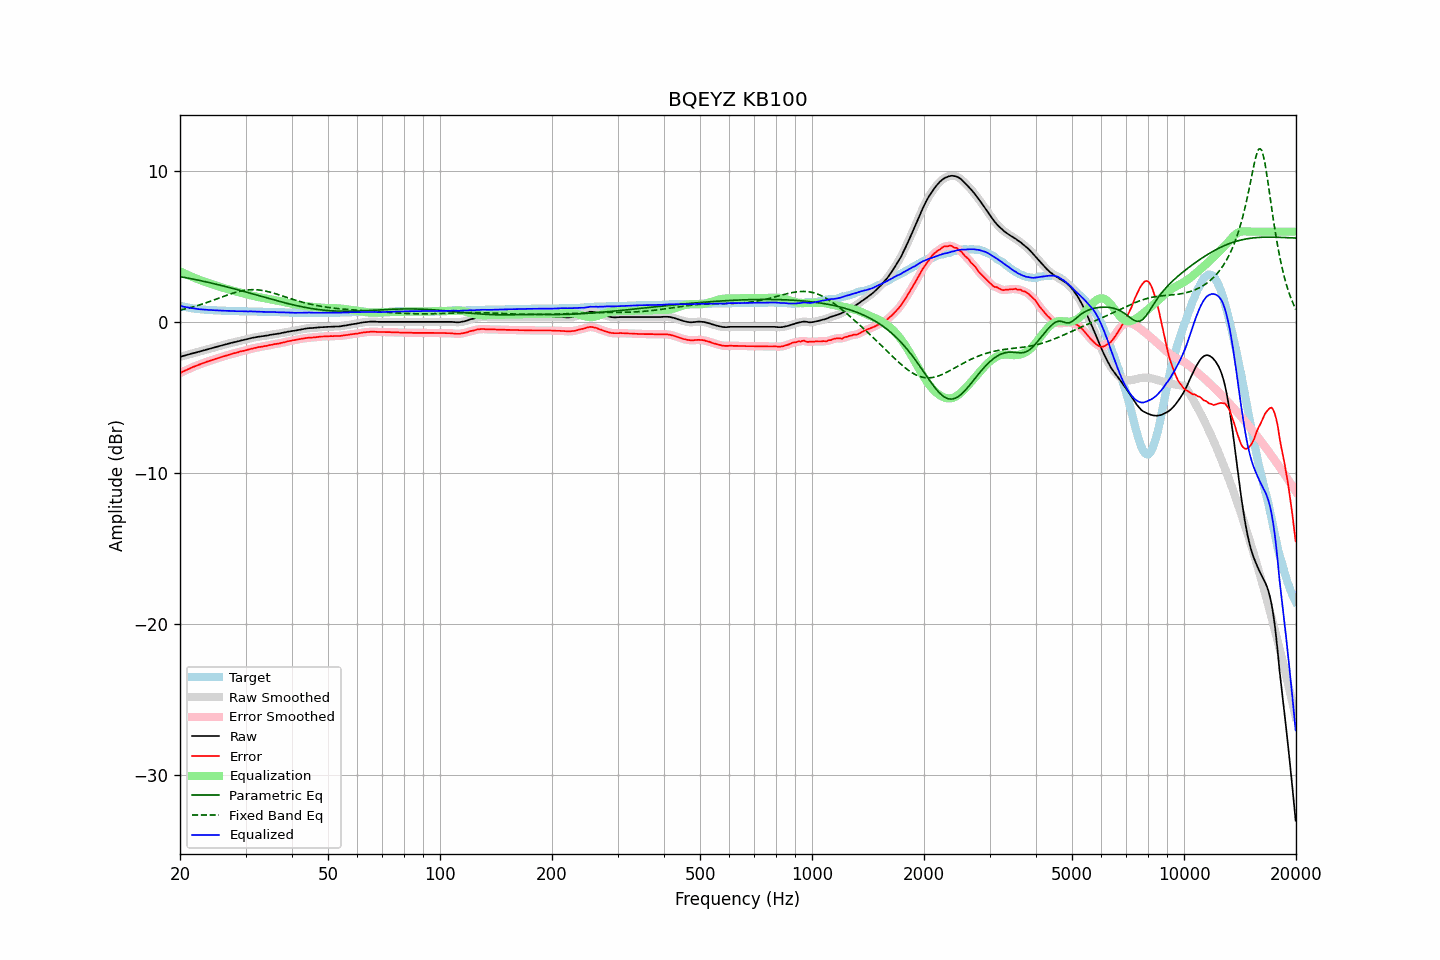 BQEYZ KB100
10
0
−10
−20
−30
Amplitude (dBr)
Target
Raw Smoothed
Error Smoothed
Raw
Error
Equalization
Parametric Eq
Fixed Band Eq
Equalized
20
50
100
200
500
1000
2000
5000
10000
20000
Frequency (Hz)